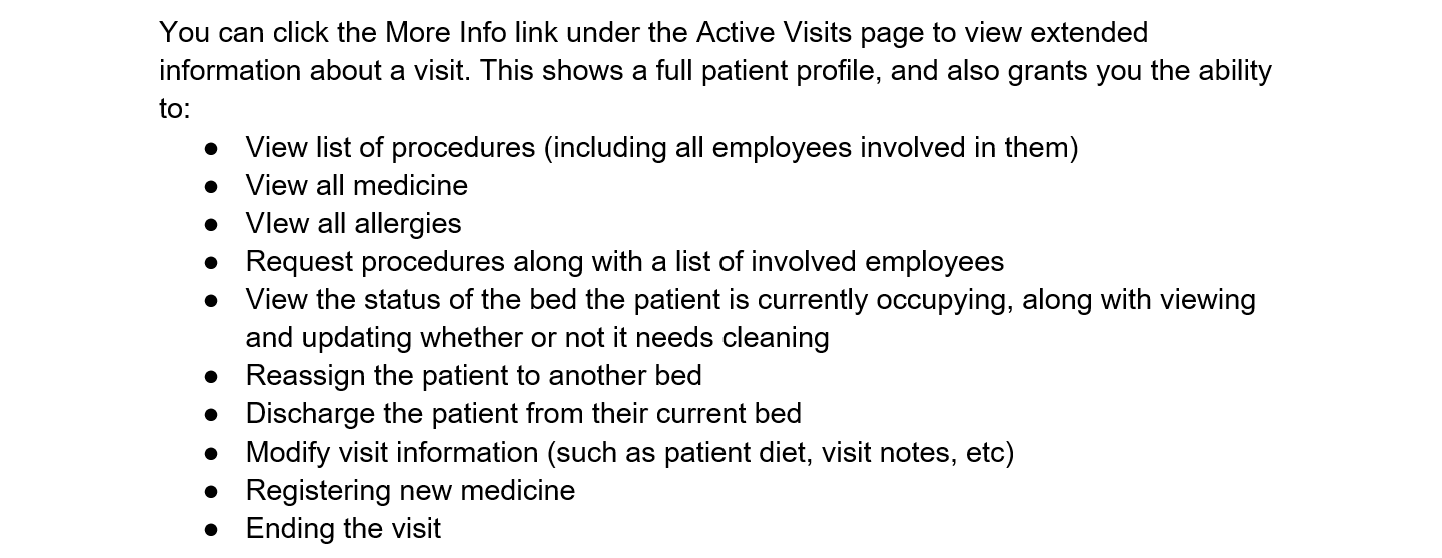 You can click the More Info link under the Active Visits page to view extended
information about a visit. This shows a full patient profile, and also grants you the ability
to:
● View list of procedures (including all employees involved in them)
● View all medicine
● VIew all allergies
● Request procedures along with a list of involved employees
● View the status of the bed the patient is currently occupying, along with viewing
and updating whether or not it needs cleaning
● Reassign the patient to another bed
● Discharge the patient from their current bed
● Modify visit information (such as patient diet, visit notes, etc)
● Registering new medicine
● Ending the visit